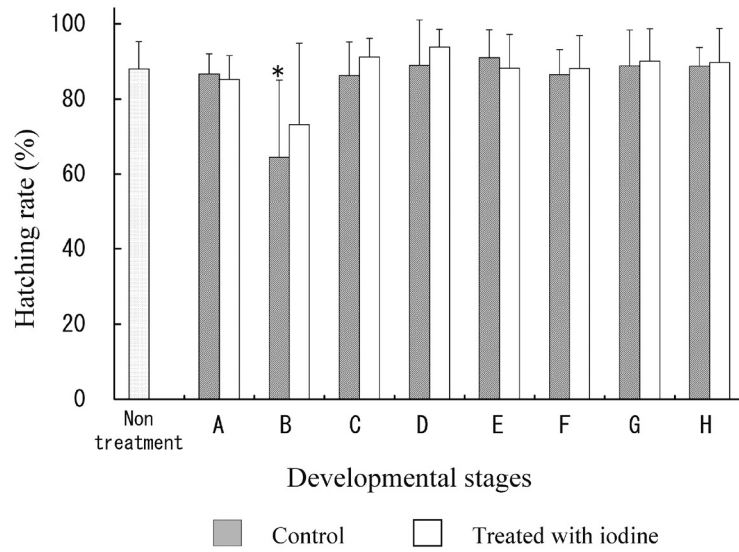 Hatching rate (%)
100
80
60
40
20
0
*
Non
treatment
A B C D E F G H
Developmental stages
Control Treated with iodine